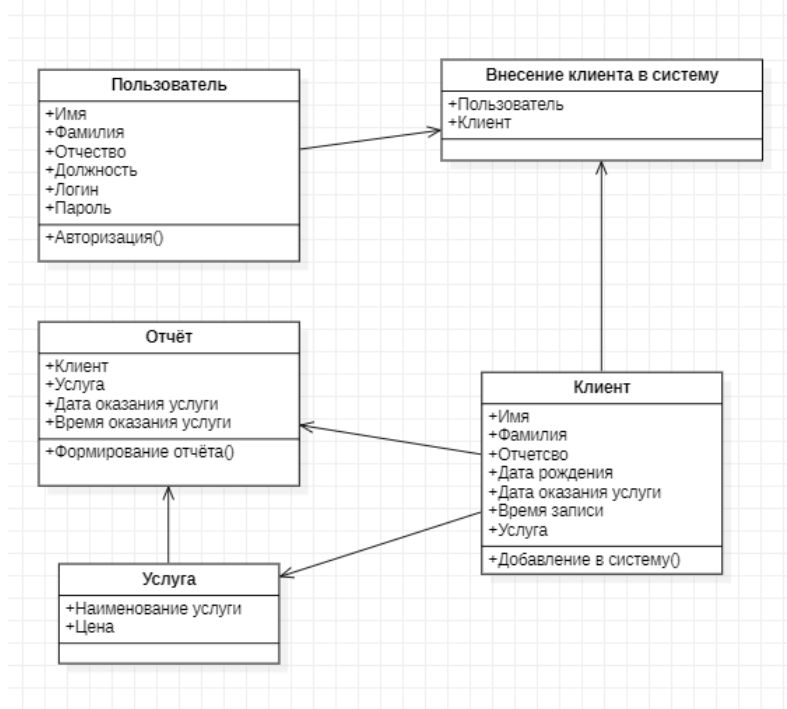 Пользователь
+Имя
+Фамилия
+Отчество
+Должность
+Логин
+Пароль
+Авторизация()
Внесение клиента в систему
+Пользователь
+Клиент
Отчёт
+Клиент
+Услуга
+Дата оказания услуги
+Время оказания услуги
+Формирование отчёта()
Клиент
+Имя
+Фамилия
+Отчетсво
+Дата рождения
+Дата оказания услуги
+Время записи
+Услуга
+Добавление в систему()
Услуга
+Наименование услуги
+Цена